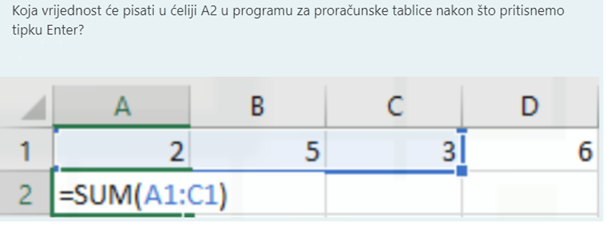 Koja vrijednost će pisati u ćeliji A2 u programu za proračunske tablice nakon što pritisnemo
tipku Enter?
A B C D
1 2 5 3 6
2 =SUM(A1:C1)